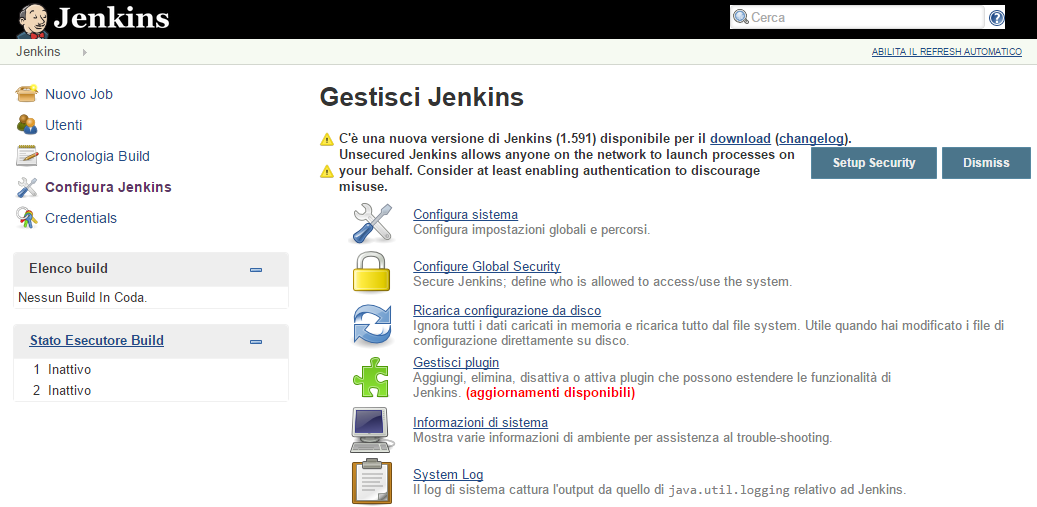 Jenkins
Cerca
Jenkins
ABILITA IL REFRESH AUTOMATICO
Nuovo Job
Utenti
Cronologia Build
Configura Jenkins
Credentials
Elenco build
Nessun Build In Coda.
Stato Esecutore Build
1 Inattivo
2 Inattivo
Gestisci Jenkins
C'è una nuova versione di Jenkins (1.591) disponibile per il download (changelog).
Unsecured Jenkins allows anyone on the network to launch processes on
your behalf. Consider at least enabling authentication to discourage
misuse.
Setup Security
Dismiss
Configura sistema
Configura impostazioni globali e percorsi.
Configure Global Security
Secure Jenkins; define who is allowed to access/use the system.
Ricarica configurazione da disco
Ignora tutti i dati caricati in memoria e ricarica tutto dal file system. Utile quando hai modificato i file di
configurazione direttamente su disco.
Gestisci plugin
Aggiungi, elimina, disattiva o attiva plugin che possono estendere le funzionalità di
Jenkins. (aggiornamenti disponibili)
Informazioni di sistema
Mostra varie informazioni di ambiente per assistenza al trouble-shooting.
System Log
Il log di sistema cattura l'output da quello di java.util.logging relativo ad Jenkins.